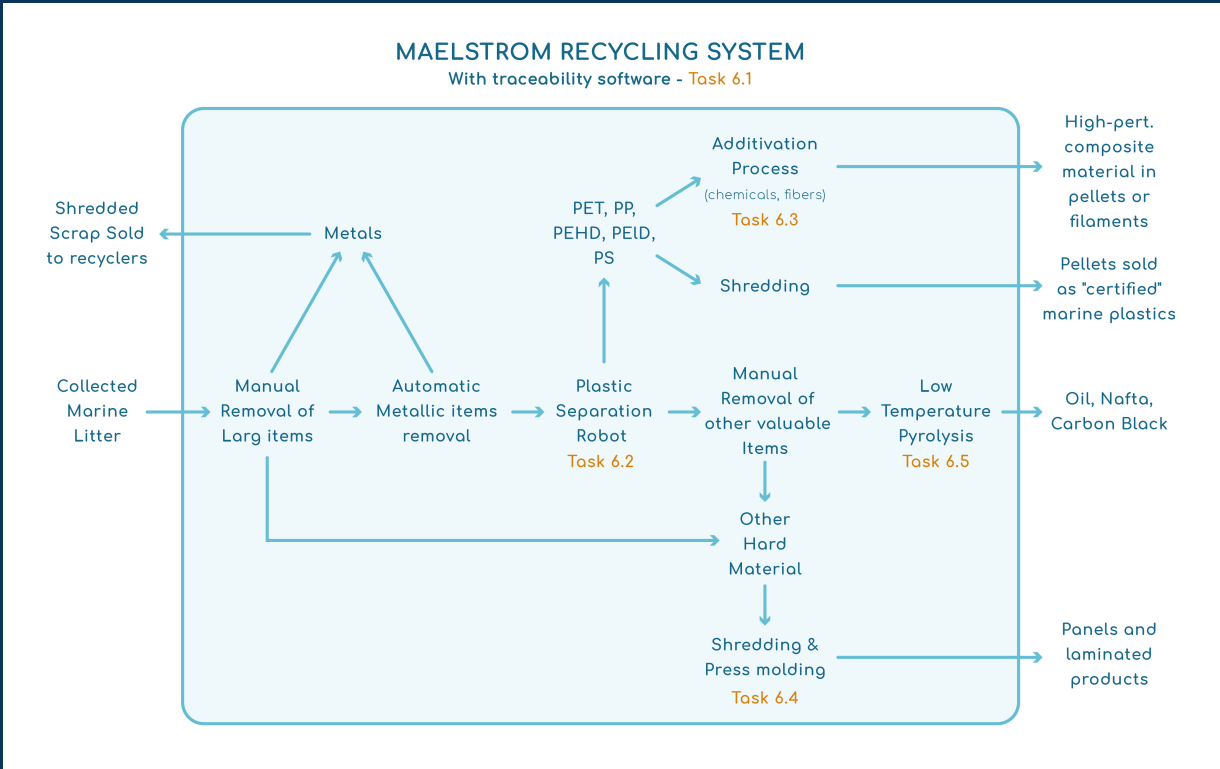 MAELSTROM RECYCLING SYSTEM
With traceability software - Task 6.1
Shredded
Scrap Sold
to recyclers
Metals
PET, PP,
PEHD, PElD,
PS
Additivation
Process
(chemicals, fibers)
Task 6.3
High-pert.
composite
material in
pellets or
filaments
Shredding
Pellets sold
as "certified"
marine plastics
Collected
Marine
Litter
Manual
Removal of
Larg items
Automatic
Metallic items
removal
Plastic
Separation
Robot
Task 6.2
Manual
Removal of
other valuable
Items
Low
Temperature
Pyrolysis
Task 6.5
Oil, Nafta,
Carbon Black
Other
Hard
Material
Shredding &
Press molding
Task 6.4
Panels and
laminated
products